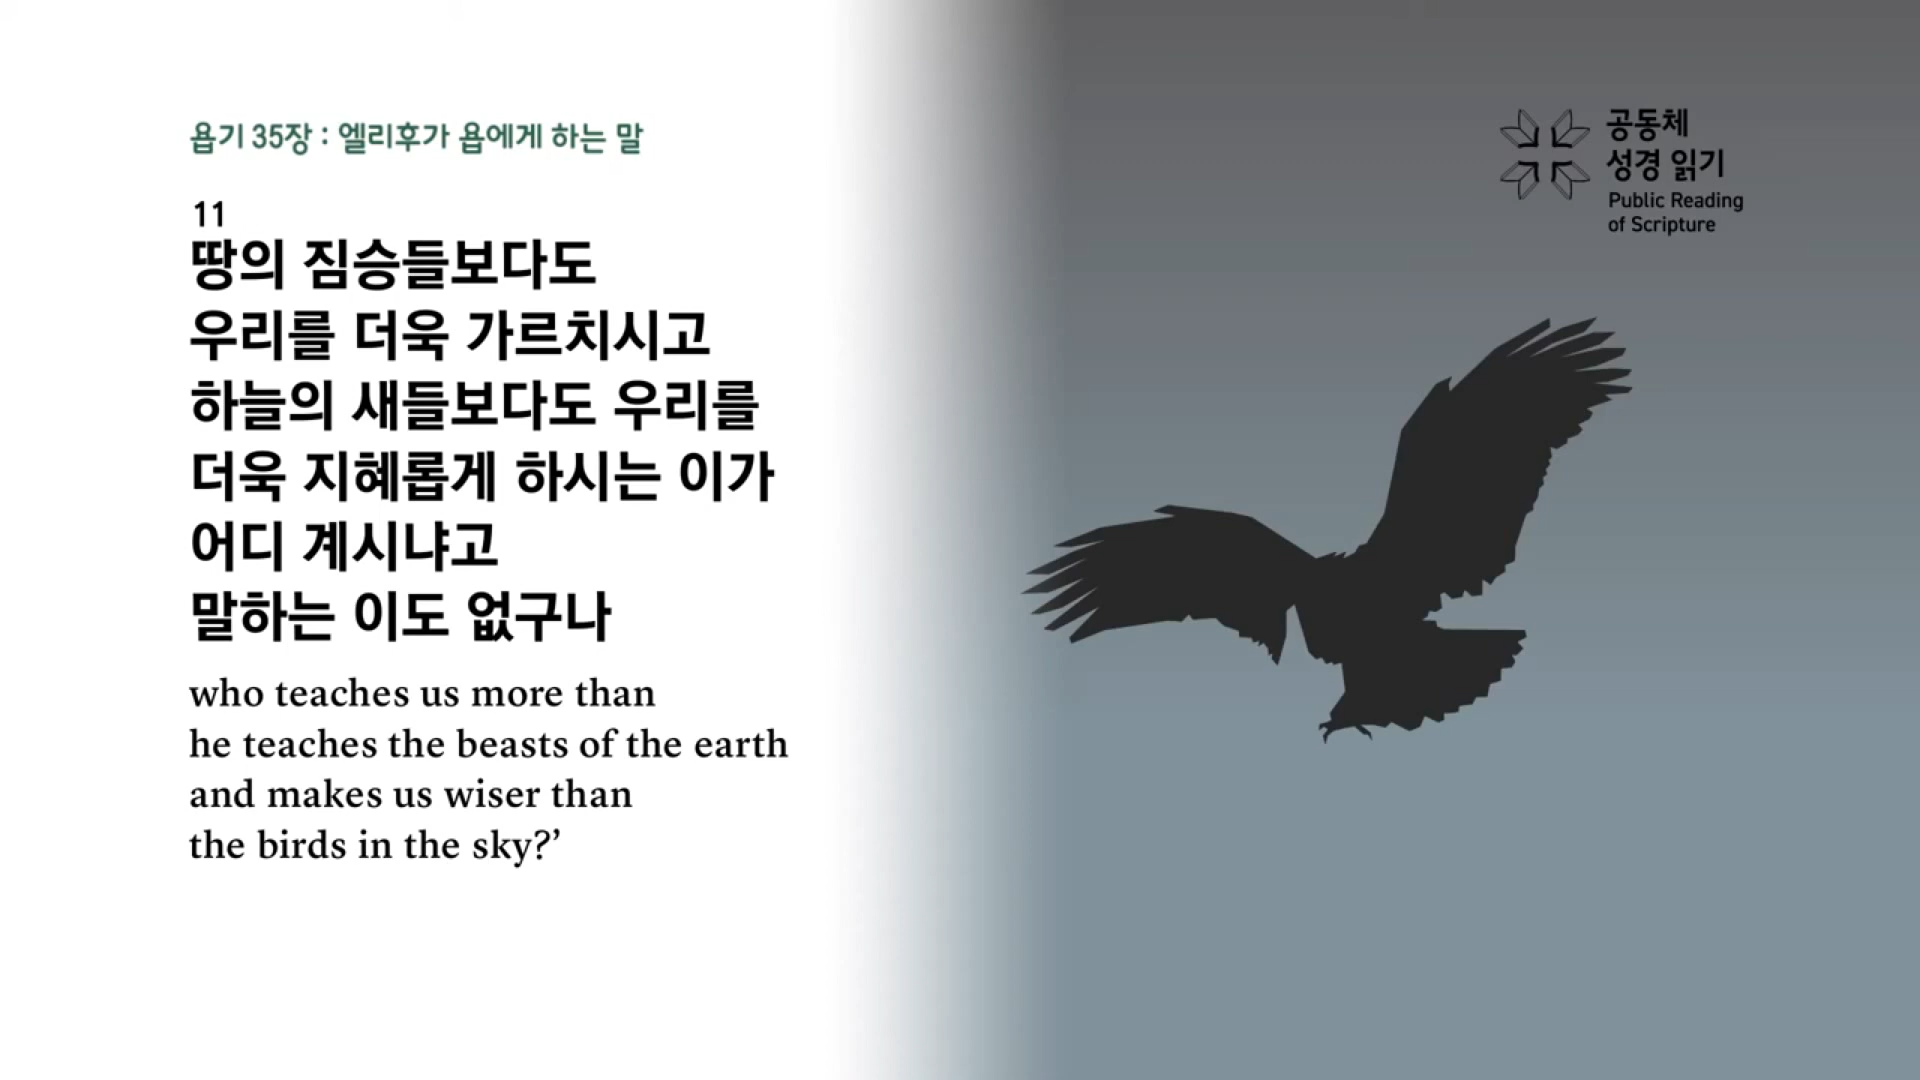 욥기 35장 : 엘리후가 욥에게 하는 말
11
땅의 짐승들보다도
우리를 더욱 가르치시고
하늘의 새들보다도 우리를
더욱 지혜롭게 하시는 이가
어디 계시냐고
말하는 이도 없구나
who teaches us more than
he teaches the beasts of the earth
and makes us wiser than
the birds in the sky?’
공동체
성경 읽기
Public Reading
of Scripture